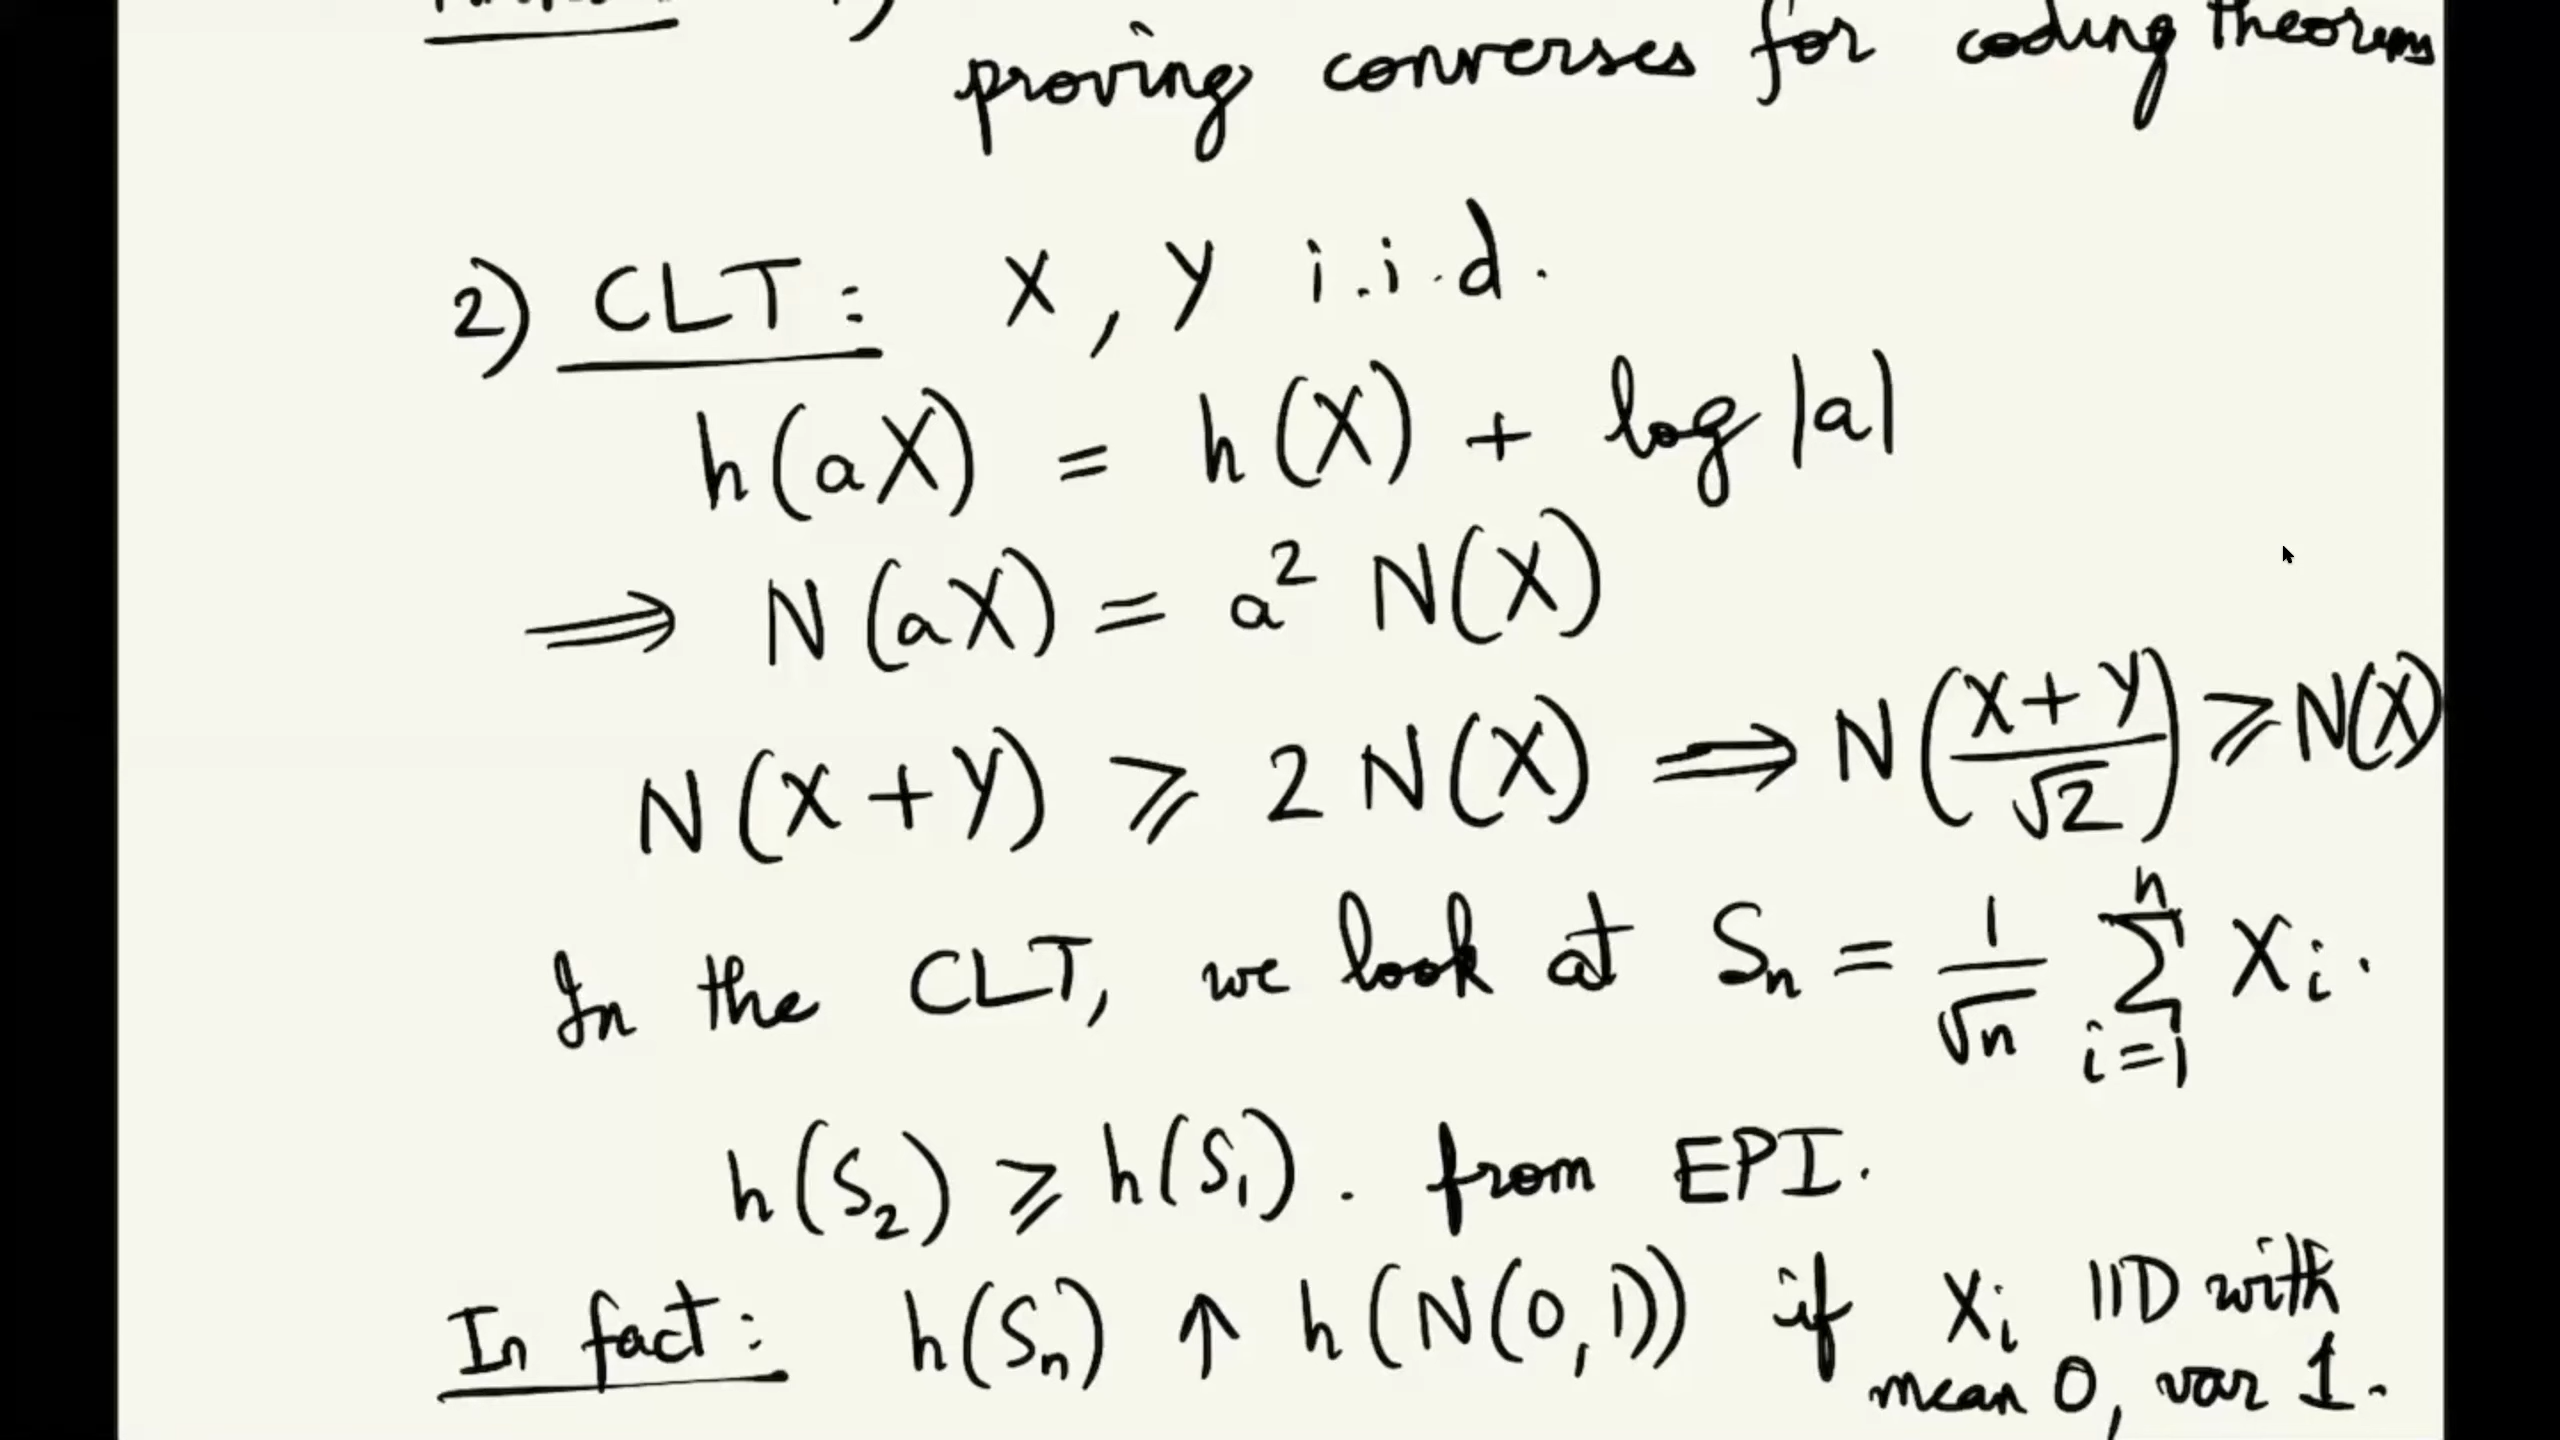 proving converses for coding theorems
2) CLT: X, Y i.i.d.
h(aX) = h(X) + log |a|
⟹ N(aX) = a² N(X)
N(X+Y) ≥ 2 N(X) ⟹ N((X+Y)/√2) ≥ N(X)
In the CLT, we look at Sₙ = 1/√n ∑ᵢ₌₁ⁿ Xᵢ.
h(S₂) ≥ h(S₁). from EPI.
In fact: h(Sₙ) ↑ h(N(0,1)) if Xᵢ IID with
mean 0, var 1.